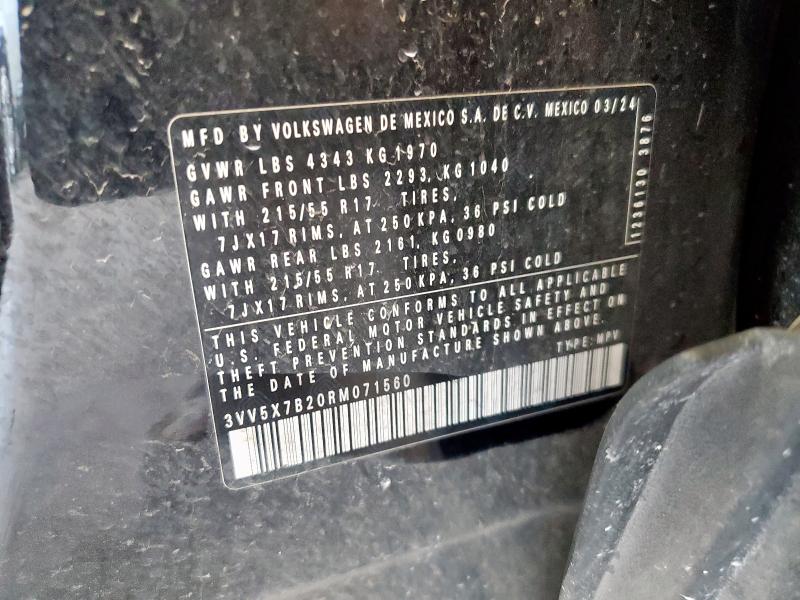 MFD BY VOLKSWAGEN DE MEXICO S.A. DE C.V. MEXICO 03/24
GVWR LBS 4343 KG 1970
GAWR FRONT LBS 2293, KG 1040
WITH 215/55 R17 TIRES,
7JX17 RIMS, AT 250 KPA, 36 PSI COLD
GAWR REAR LBS 2161, KG 0980
WITH 215/55 R17 TIRES,
7JX17 RIMS, AT 250 KPA, 36 PSI COLD
1230130 3876
THIS VEHICLE CONFORMS TO ALL APPLICABLE
U.S. FEDERAL MOTOR VEHICLE SAFETY AND
THEFT PREVENTION STANDARDS IN EFFECT ON
THE DATE OF MANUFACTURE SHOWN ABOVE.
3VV5X7B20RM071560 TYPE:MPV